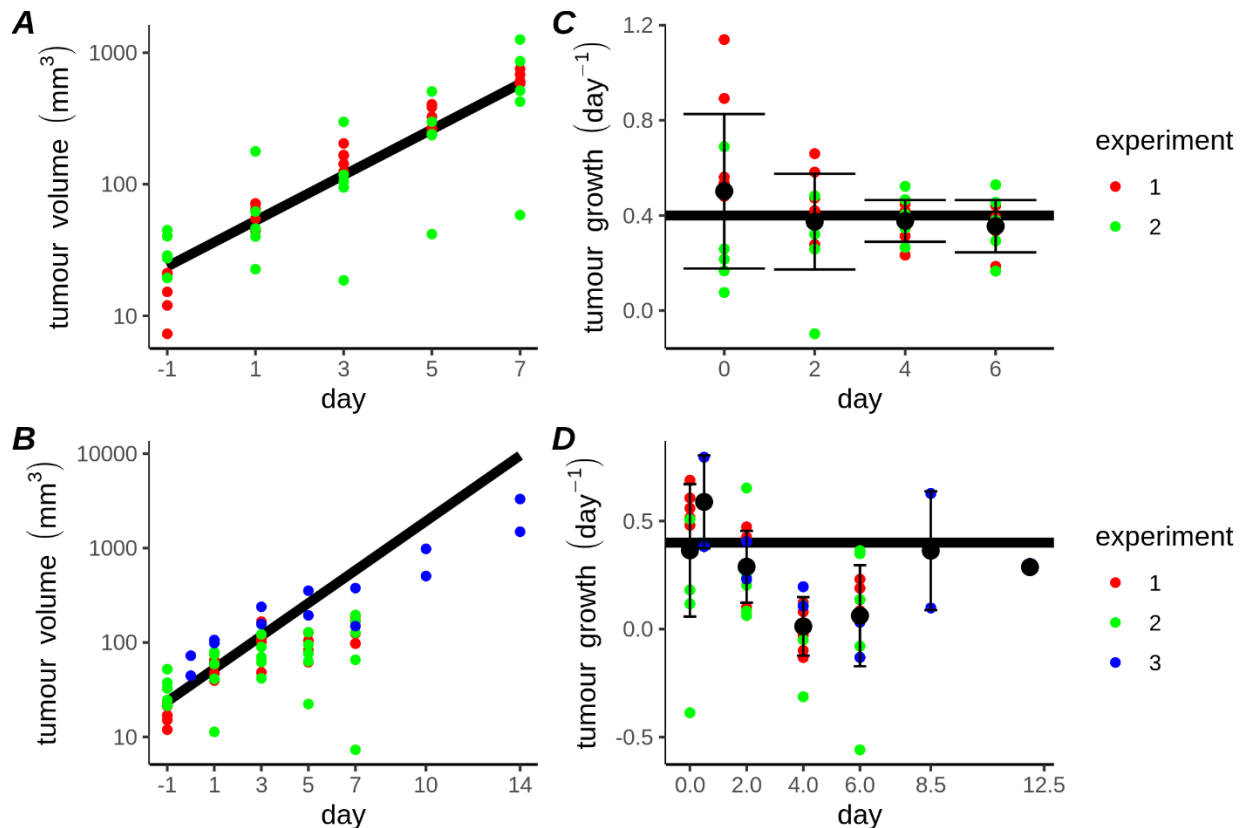 A
tumour volume (mm³)
1000
100
10
-1 1 3 5 7
day
C
tumour growth (day⁻¹)
1.2
0.8
0.4
0.0
0 2 4 6
day
experiment
1
2
B
tumour volume (mm³)
10000
1000
100
10
-1 1 3 5 7 10 14
day
D
tumour growth (day⁻¹)
0.5
0.0
-0.5
0.0 2.0 4.0 6.0 8.5 12.5
day
experiment
1
2
3